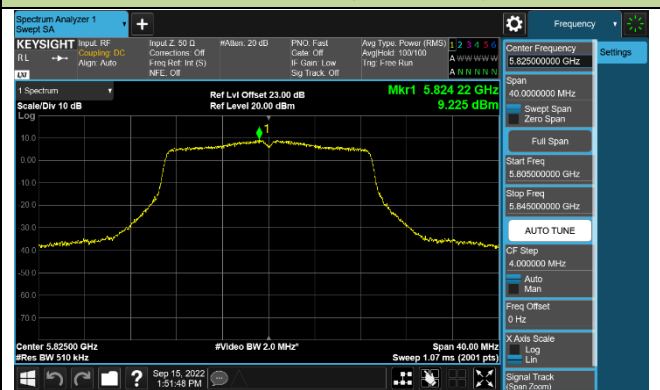 Spectrum Analyzer 1
Swept SA
+
Frequency
KEYSIGHT
RL
LXI
Input: RF
Coupling: DC
Align: Auto
Input Z: 50 Ω
Corrections: Off
Freq Ref: Int (S)
NFE: Off
#Atten: 20 dB
PNO: Fast
Gate: Off
IF Gain: Low
Sig Track: Off
Avg Type: Power (RMS)
Avg|Hold: 100/100
Trig: Free Run
1 2 3 4 5 6
A W W W W W
A N N N N N
Center Frequency
5.825000000 GHz
Settings
Span
40.0000000 MHz
Swept Span
Zero Span
Full Span
Start Freq
5.805000000 GHz
Stop Freq
5.845000000 GHz
AUTO TUNE
CF Step
4.000000 MHz
Auto
Man
Freq Offset
0 Hz
X Axis Scale
Log
Lin
Signal Track
(Span Zoom)
1 Spectrum
Scale/Div 10 dB
Log
Ref Lvl Offset 23.00 dB
Ref Level 20.00 dBm
Mkr1 5.824 22 GHz
9.225 dBm
1
10.0
0.00
-10.0
-20.0
-30.0
-40.0
-50.0
-60.0
-70.0
Center 5.82500 GHz
#Res BW 510 kHz
#Video BW 2.0 MHz*
Span 40.00 MHz
Sweep 1.07 ms (2001 pts)
?
Sep 15, 2022
1:51:48 PM